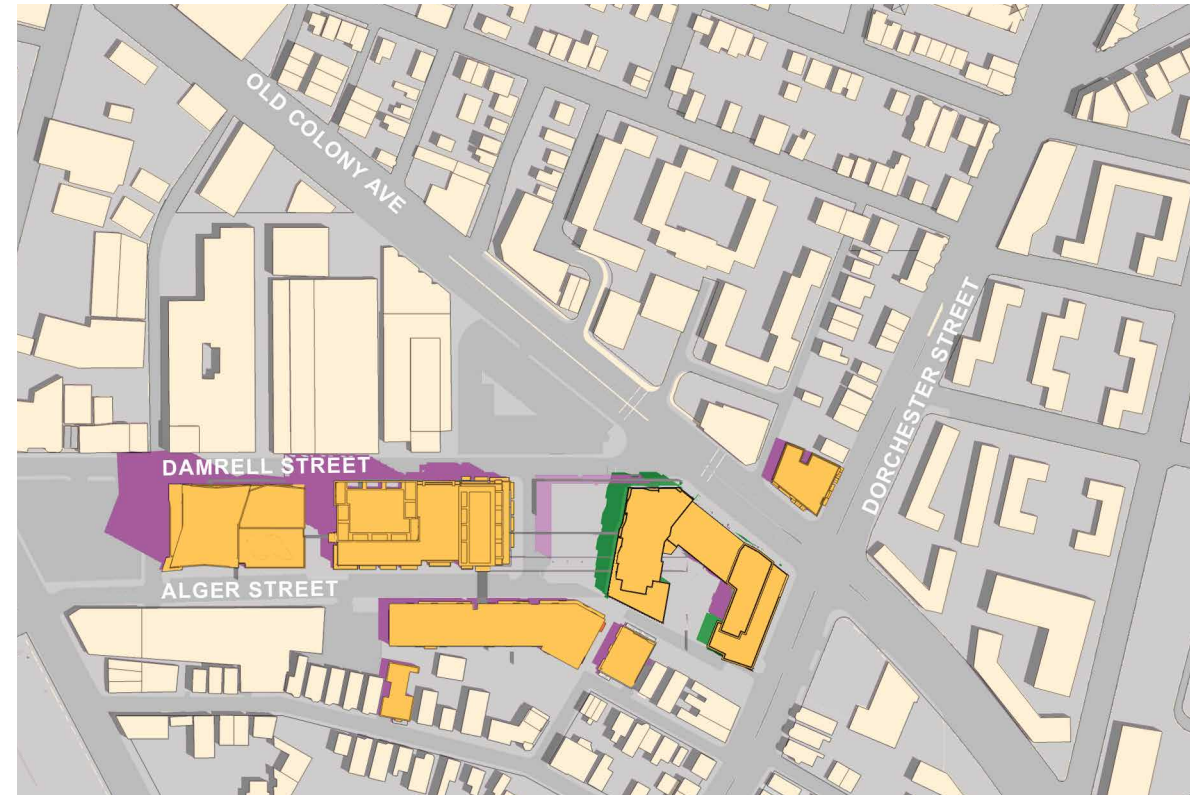 OLD COLONY AVE
DORCHESTER STREET
DAMRELL STREET
ALGER STREET